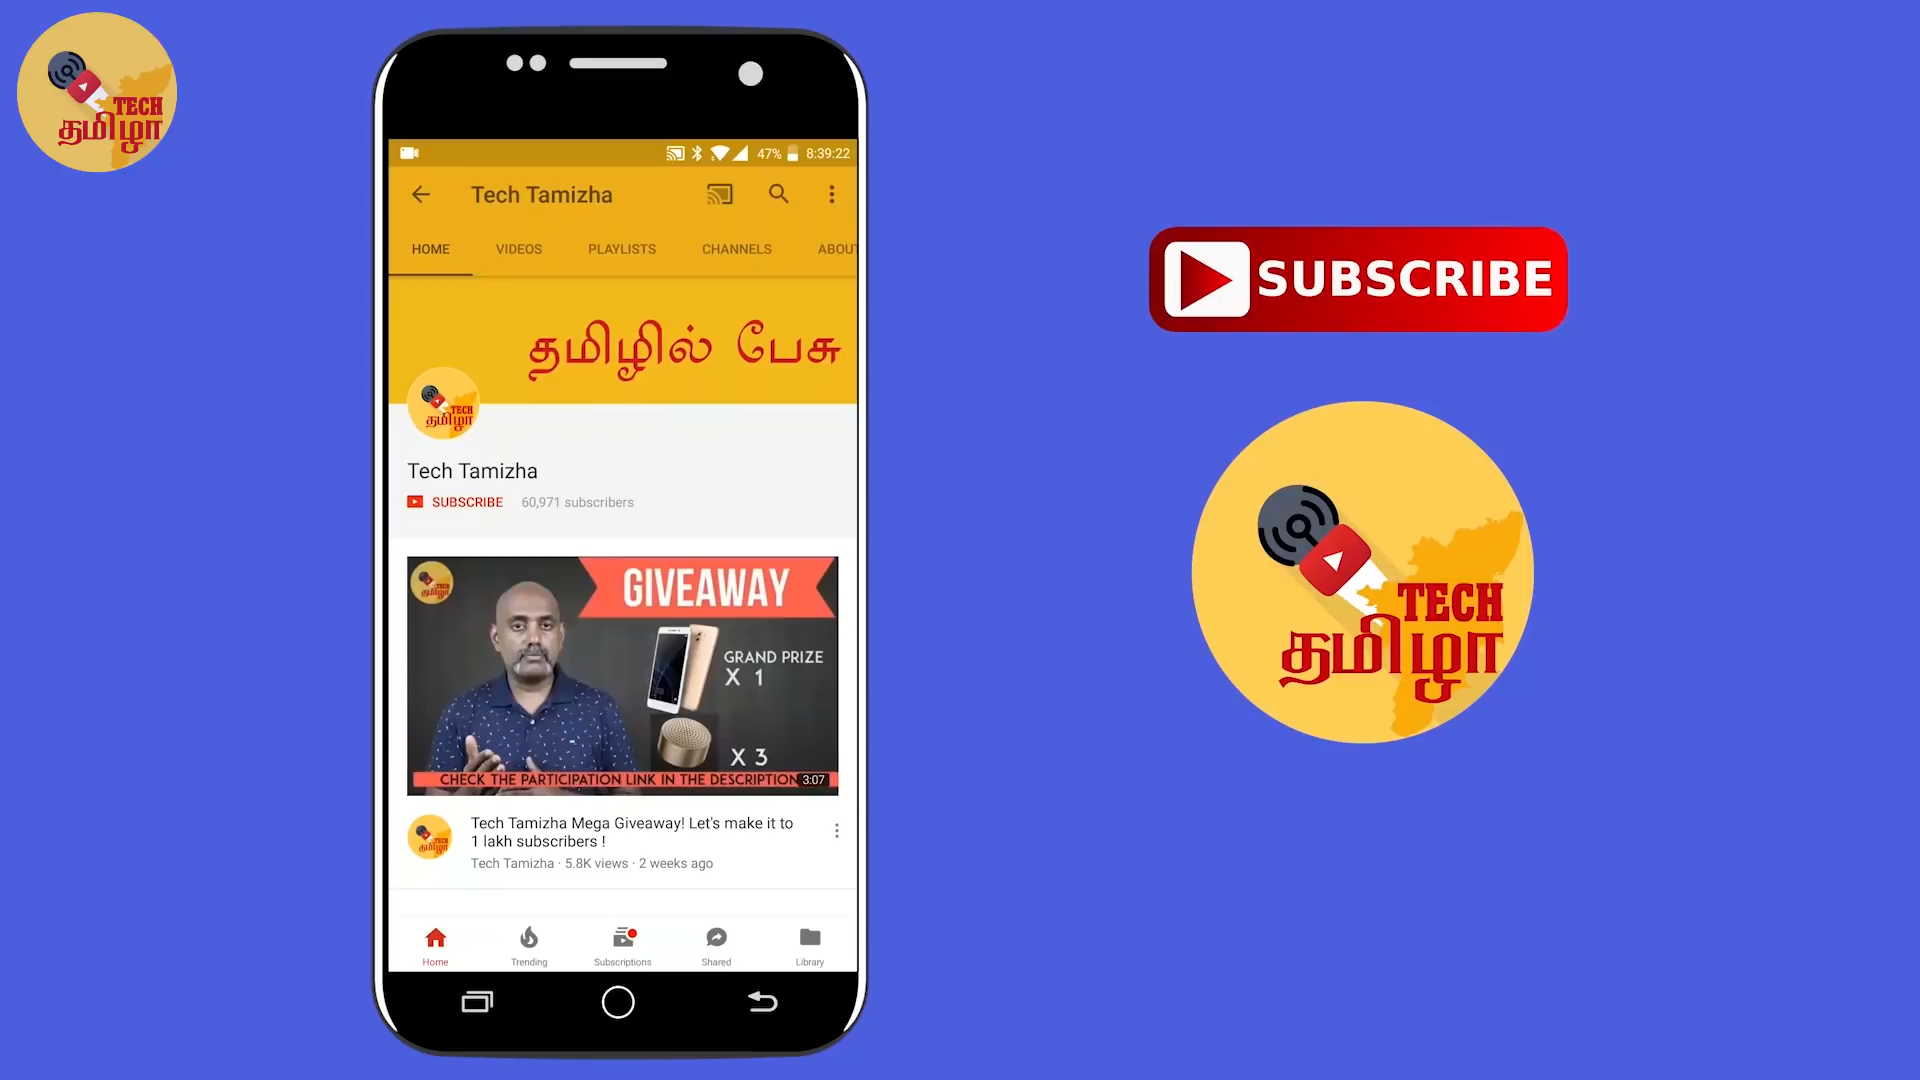 TECH
தமிழா
47% 8:39:22
Tech Tamizha
HOME VIDEOS PLAYLISTS CHANNELS ABOUT
தமிழில் பேசு
TECH
தமிழா
Tech Tamizha
SUBSCRIBE 60,971 subscribers
GIVEAWAY
GRAND PRIZE
X 1
X 3
CHECK THE PARTICIPATION LINK IN THE DESCRIPTION
3:07
Tech Tamizha Mega Giveaway! Let's make it to
1 lakh subscribers !
Tech Tamizha · 5.8K views · 2 weeks ago
Home Trending Subscriptions Shared Library
SUBSCRIBE
TECH
தமிழா